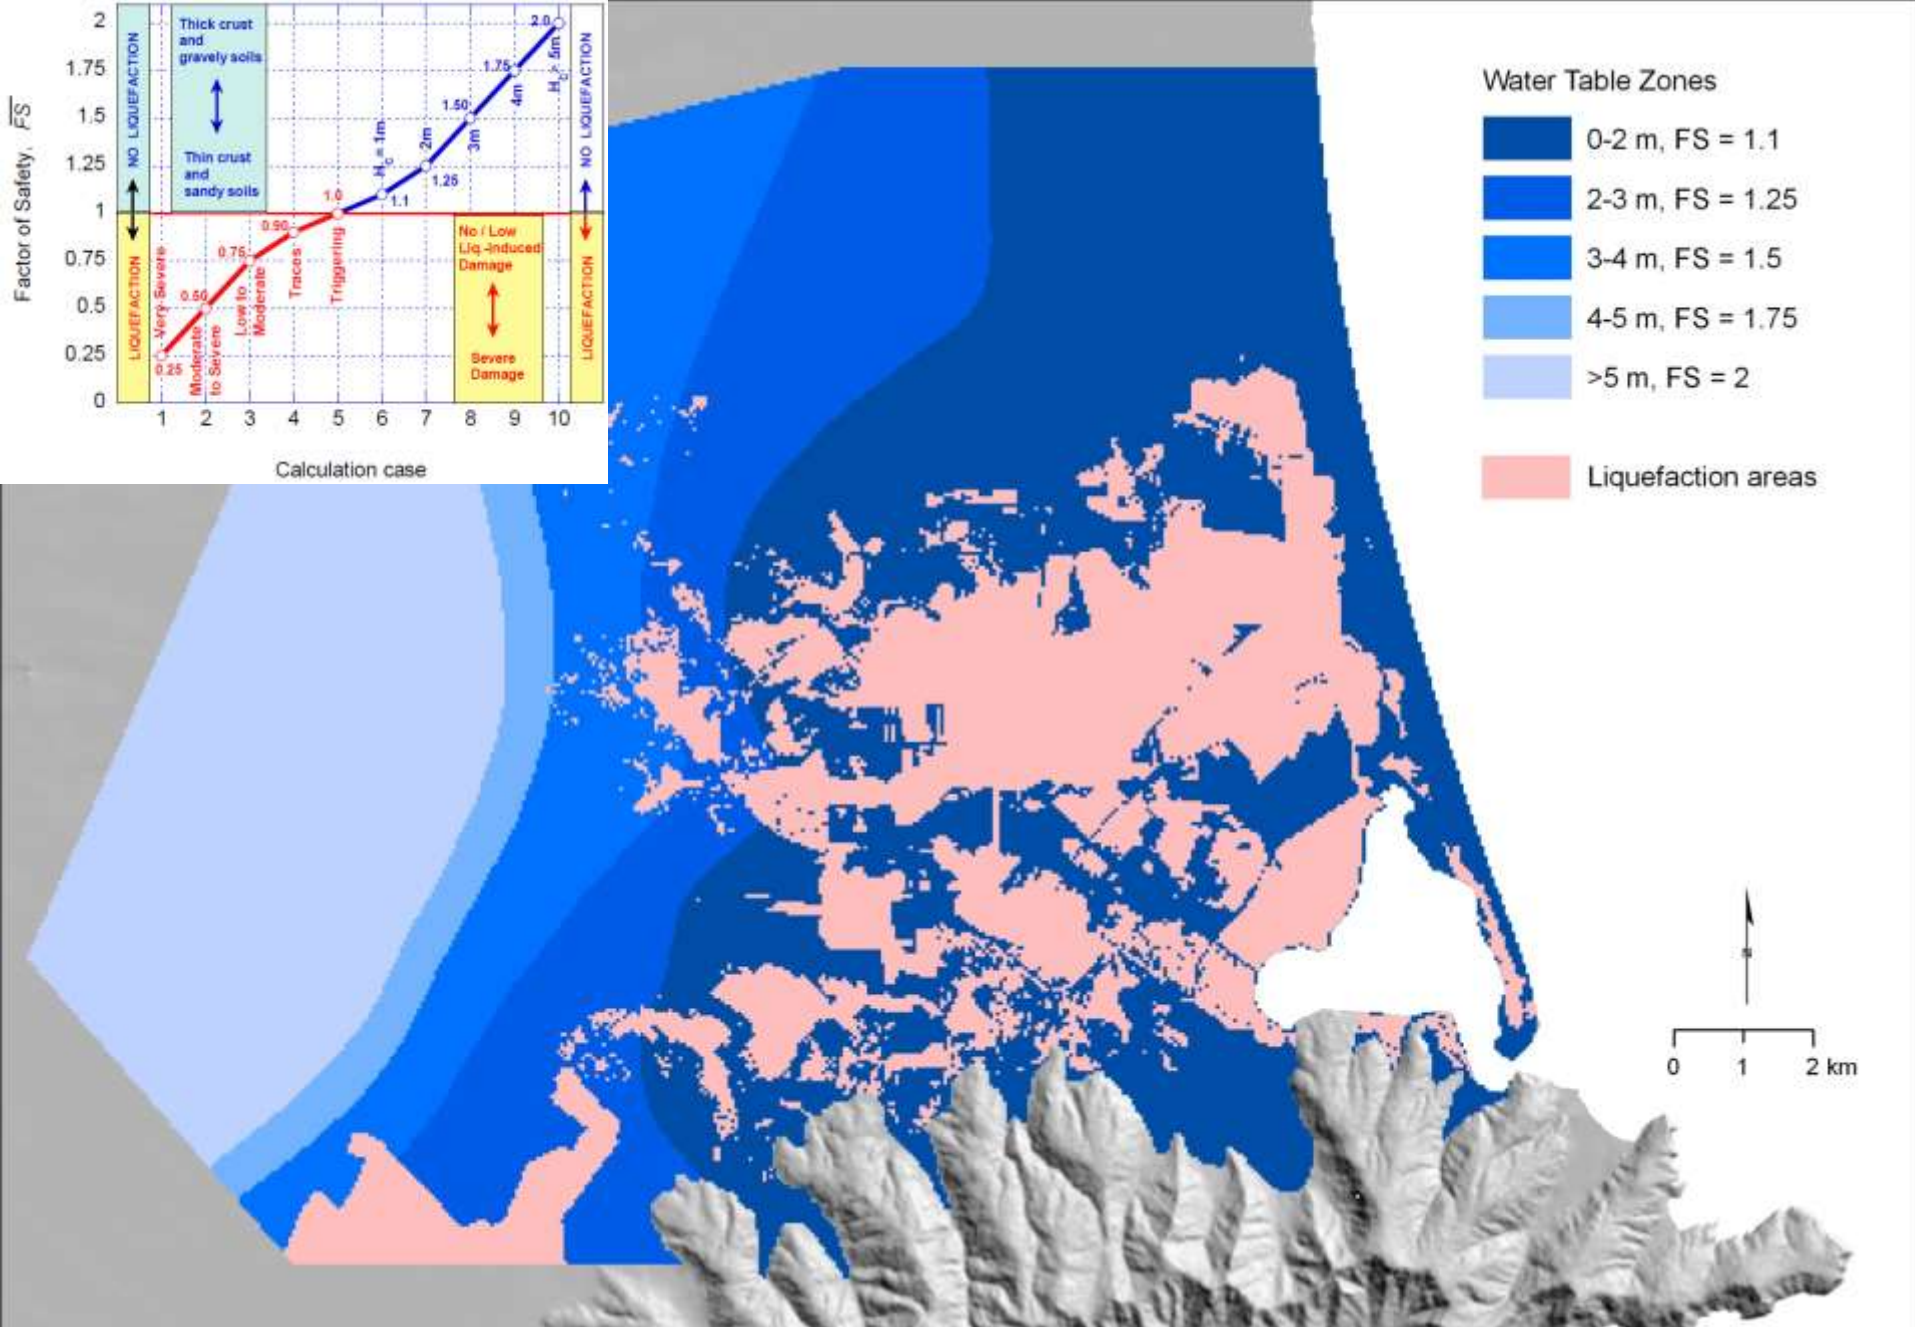 Factor of Safety, FS
2
1.75
1.5
1.25
1
0.75
0.5
0.25
0
NO LIQUEFACTION
LIQUEFACTION
Thick crust
and
gravely soils
Thin crust
and
sandy soils
0.25
0.50
0.75
0.90
1.0
1.1
1.25
1.50
1.75
2.0
Very Severe
Moderate
to Severe
Low to
Moderate
Traces
Triggering
Hc = 1m
2m
3m
4m
Hc > 5m
No / Low
Liq.-induced
Damage
Severe
Damage
NO LIQUEFACTION
LIQUEFACTION
1 2 3 4 5 6 7 8 9 10
Calculation case
Water Table Zones
0-2 m, FS = 1.1
2-3 m, FS = 1.25
3-4 m, FS = 1.5
4-5 m, FS = 1.75
>5 m, FS = 2
Liquefaction areas
0 1 2 km